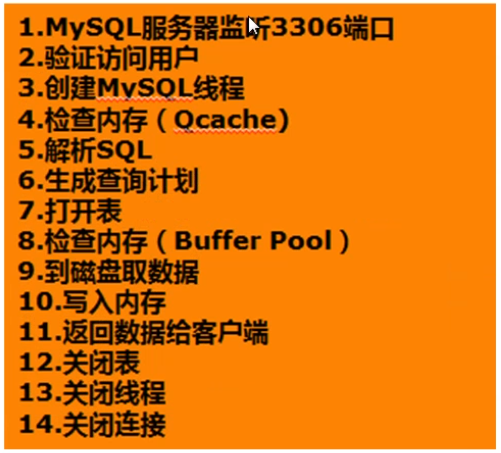 1.MySQL服务器监听3306端口
2.验证访问用户
3.创建MySQL线程
4.检查内存（Qcache)
5.解析SQL
6.生成查询计划
7.打开表
8.检查内存（Buffer Pool）
9.到磁盘取数据
10.写入内存
11.返回数据给客户端
12.关闭表
13.关闭线程
14.关闭连接